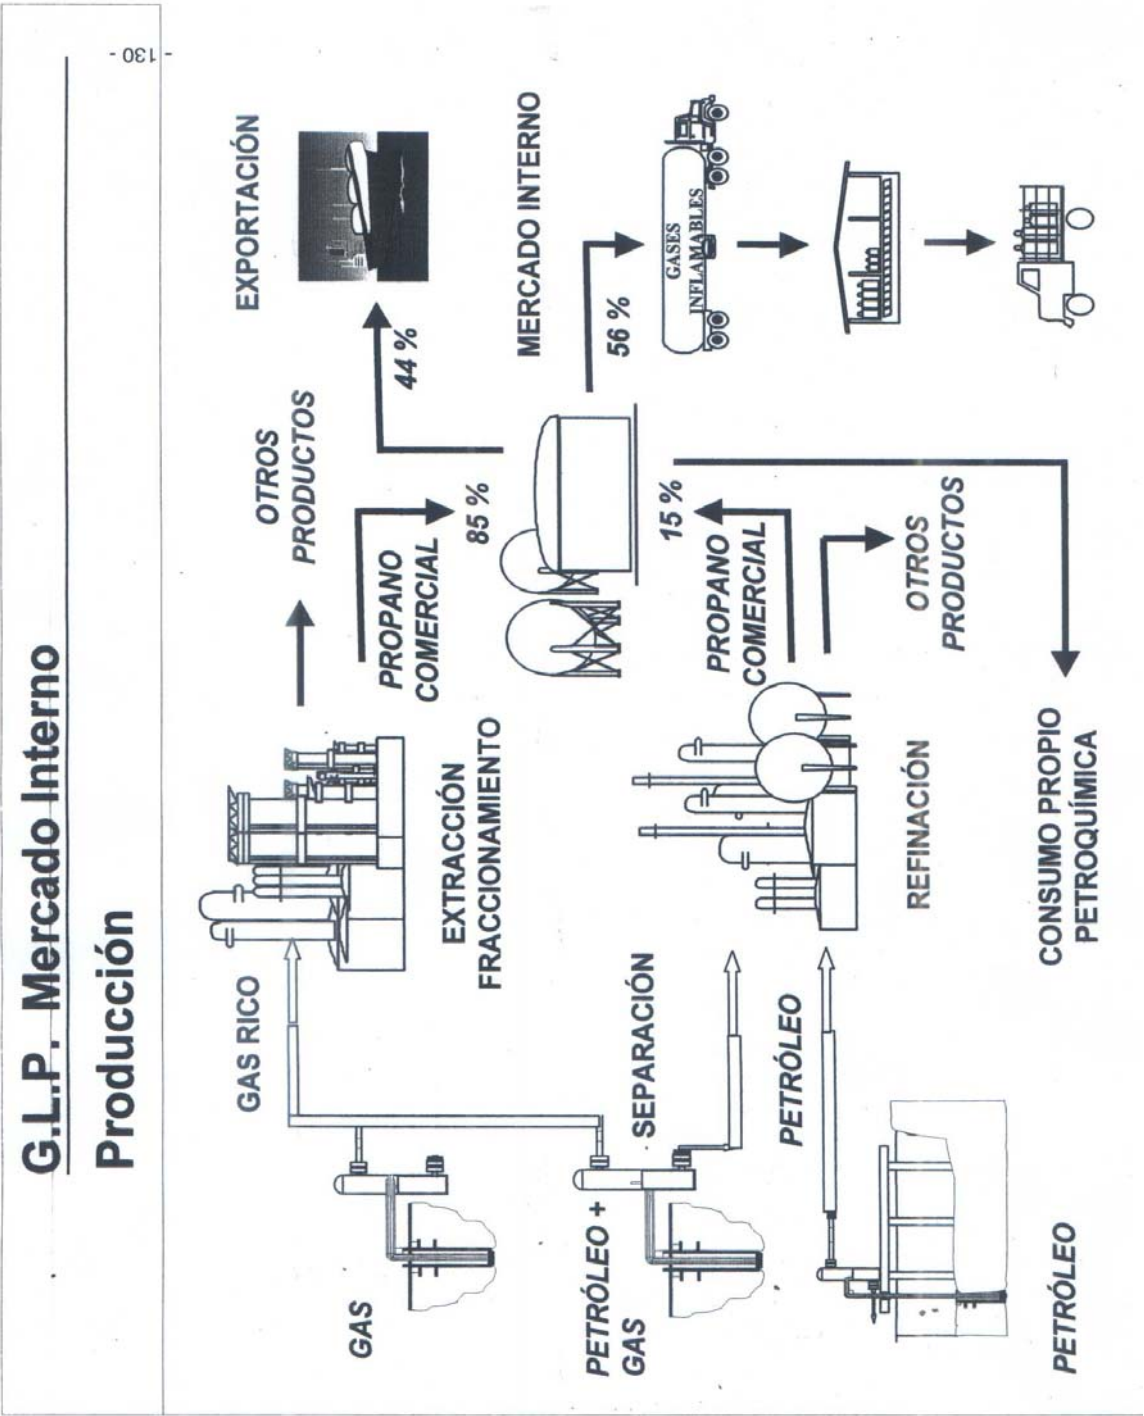 - 130 -
G.L.P. Mercado Interno
Producción
GAS RICO
OTROS
PRODUCTOS
EXPORTACIÓN
44 %
GAS
EXTRACCIÓN
FRACCIONAMIENTO
PROPANO
COMERCIAL
85 %
MERCADO INTERNO
56 %
GASES
INFLAMABLES
PETRÓLEO +
GAS
SEPARACIÓN
15 %
PROPANO
COMERCIAL
PETRÓLEO
REFINACIÓN
OTROS
PRODUCTOS
PETRÓLEO
CONSUMO PROPIO
PETROQUÍMICA